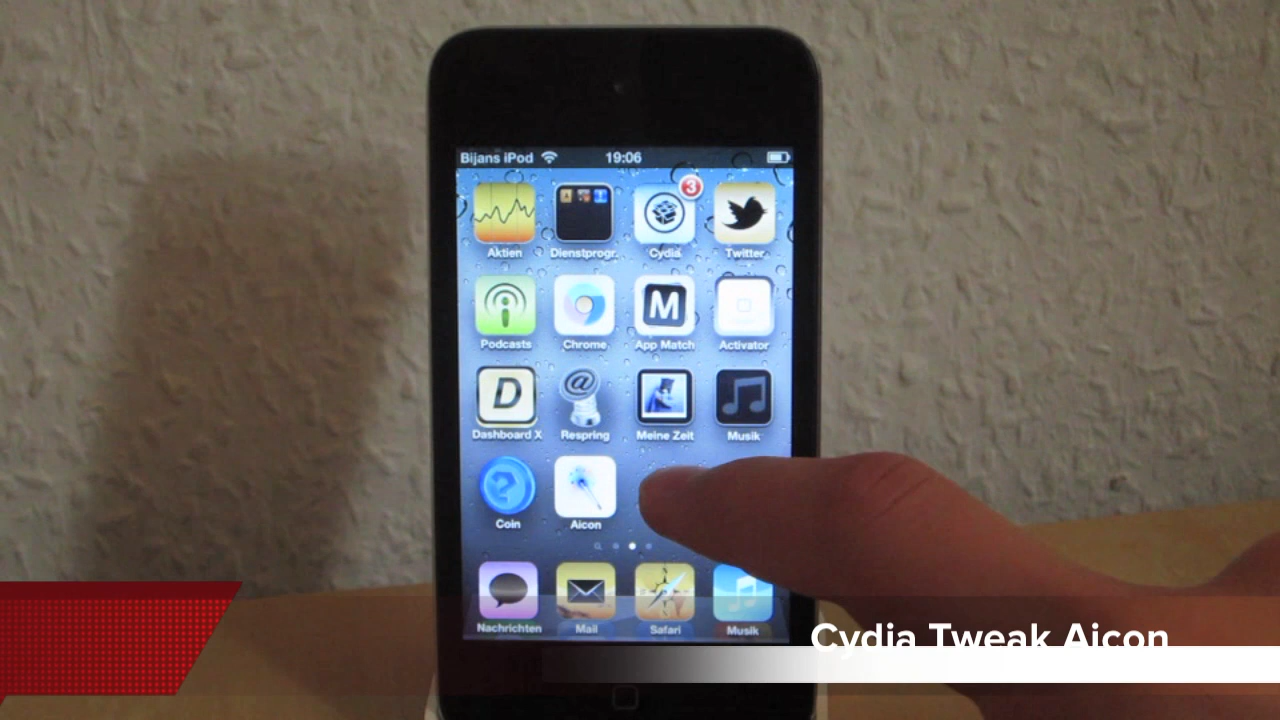 Bijans iPod 19:06
3
Aktien Dienstprogr. Cydia Twitter
M
Podcasts Chrome App Match Activator
D @
Dashboard X Respring Meine Zeit Musik
?
Coin Aicon
Nachrichten Mail Safari Musik
Cydia Tweak Aicon